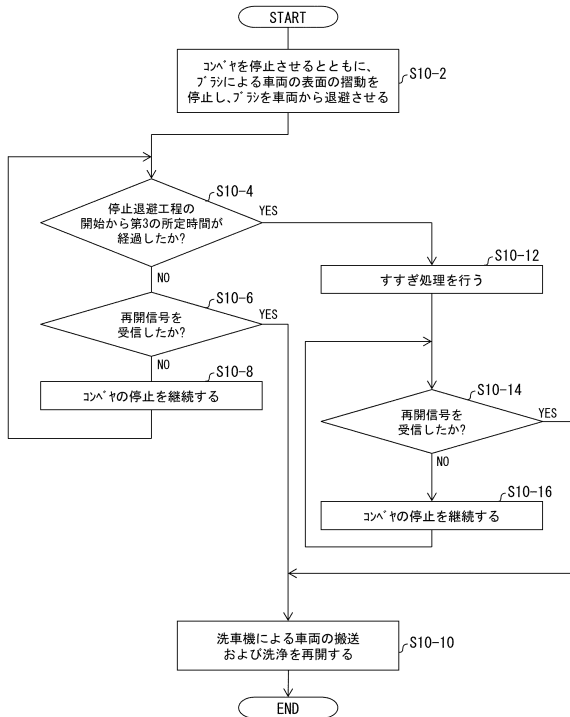 START
コンベヤを停止させるとともに、
ブラシによる車両の表面の摺動を
停止し、ブラシを車両から退避させる
S10-2
S10-4
停止退避工程の
開始から第3の所定時間が
経過したか?
YES
NO
S10-12
すすぎ処理を行う
S10-6
再開信号を
受信したか?
YES
NO
S10-8
コンベヤの停止を継続する
S10-14
再開信号を
受信したか?
YES
NO
S10-16
コンベヤの停止を継続する
洗車機による車両の搬送
および洗浄を再開する
S10-10
END